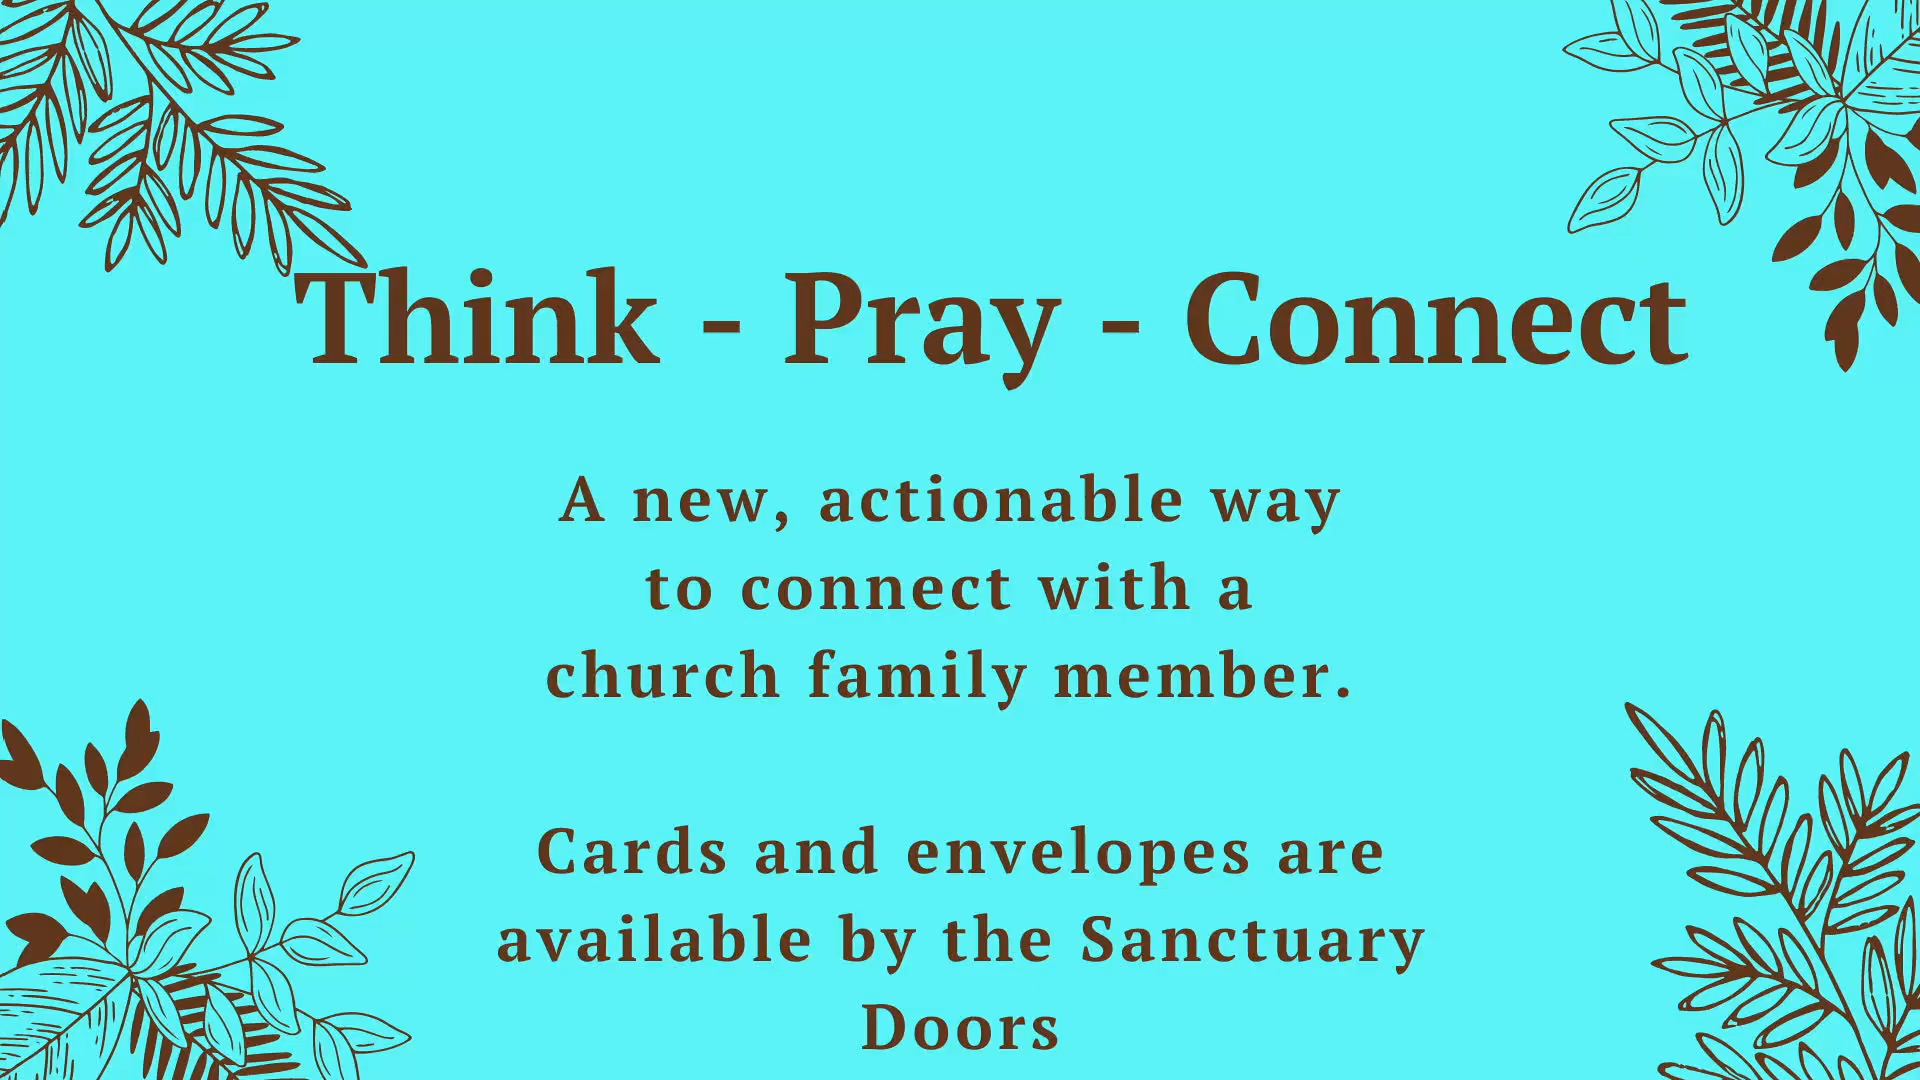 Think - Pray - Connect
A new, actionable way
to connect with a
church family member.
Cards and envelopes are
available by the Sanctuary
Doors